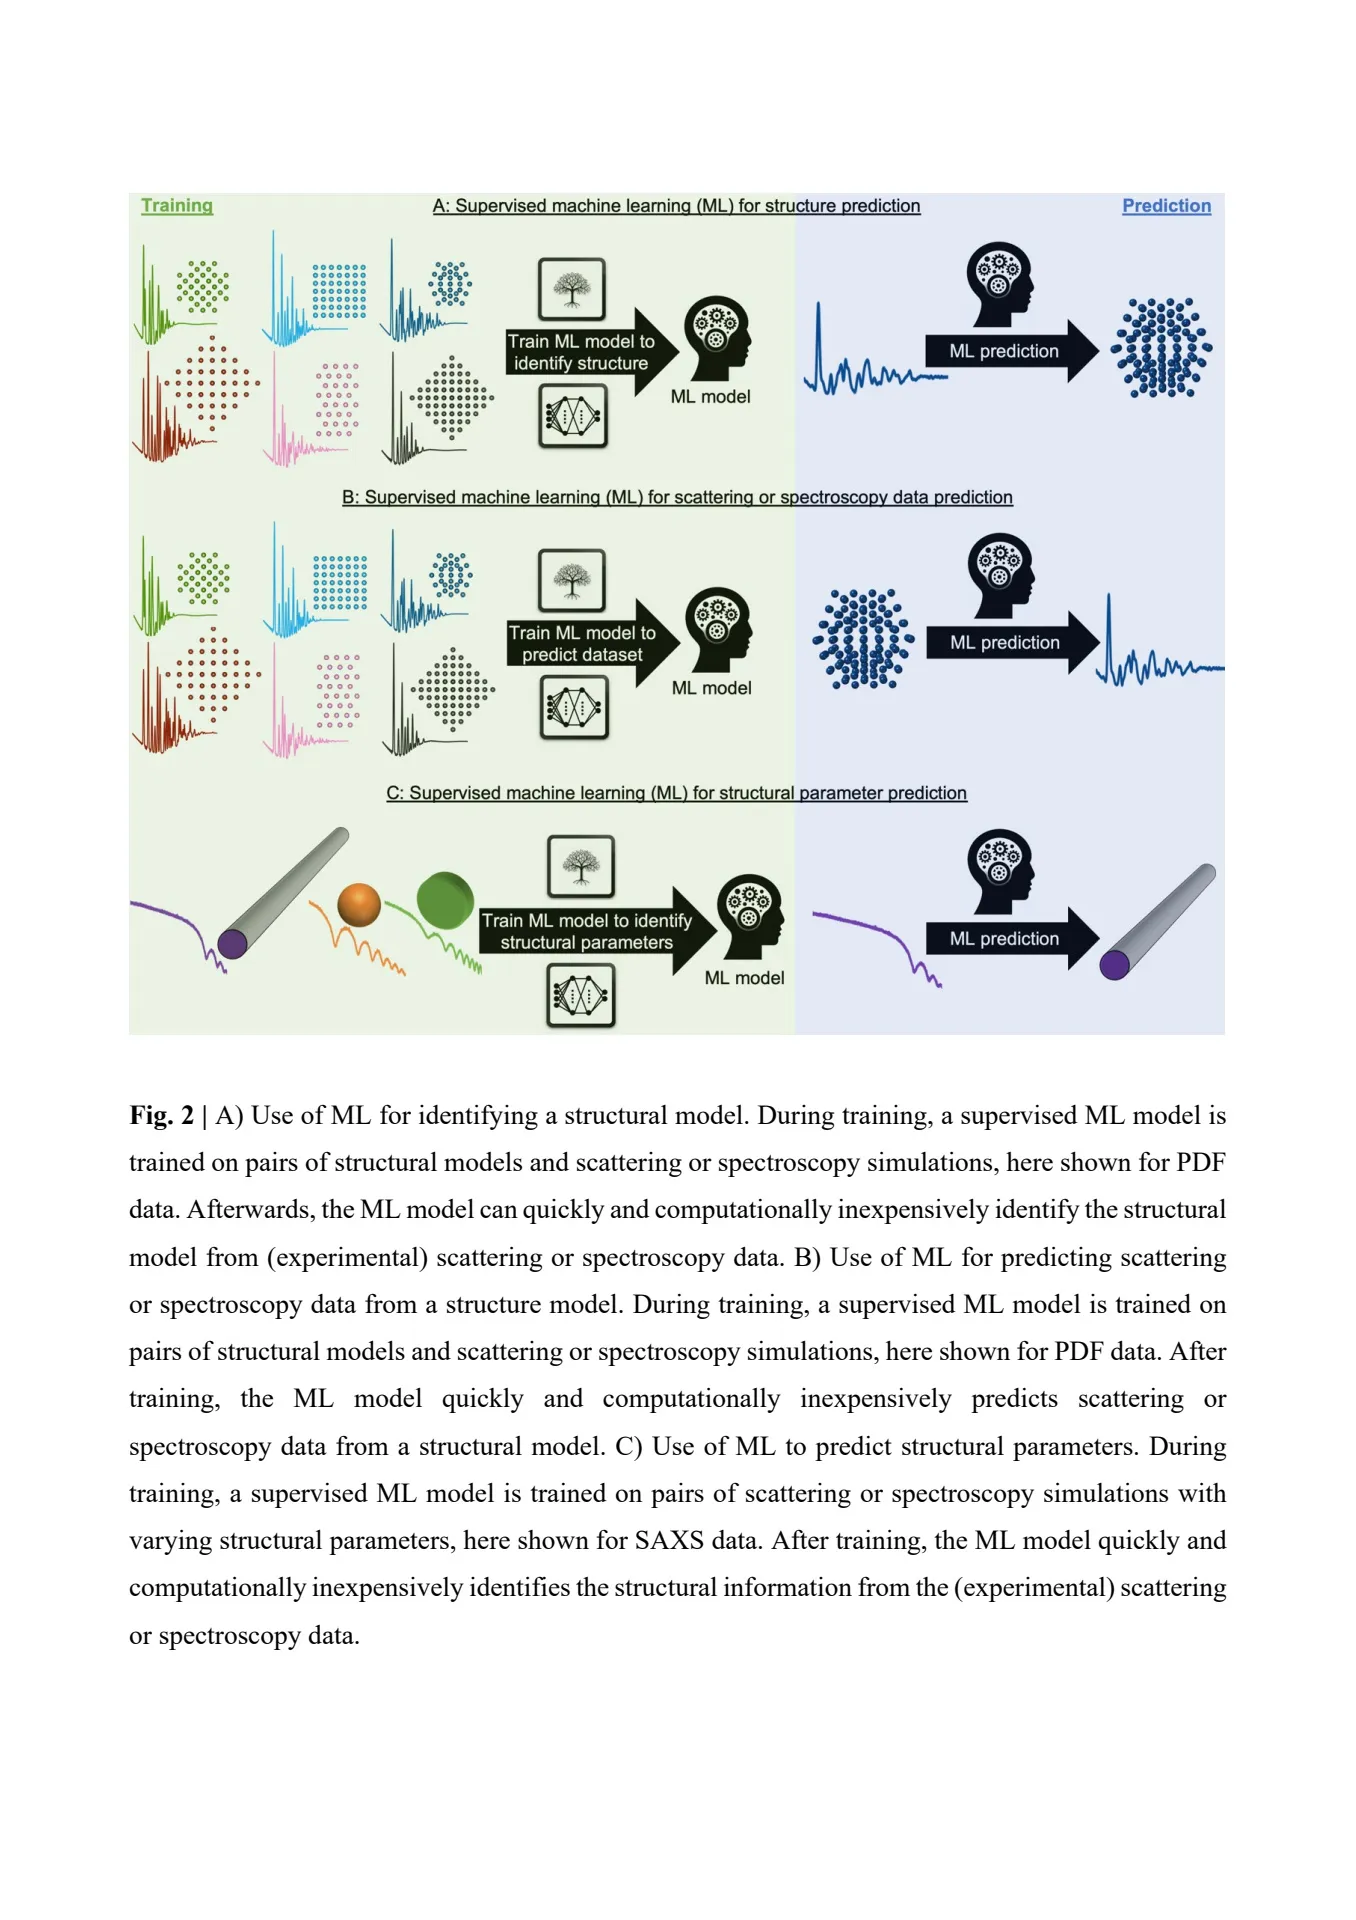 Training
A: Supervised machine learning (ML) for structure prediction
Prediction
Train ML model to
identify structure
ML model
ML prediction
B: Supervised machine learning (ML) for scattering or spectroscopy data prediction
Train ML model to
predict dataset
ML model
ML prediction
C: Supervised machine learning (ML) for structural parameter prediction
Train ML model to identify
structural parameters
ML model
ML prediction
Fig. 2 | A) Use of ML for identifying a structural model. During training, a supervised ML model is
trained on pairs of structural models and scattering or spectroscopy simulations, here shown for PDF
data. Afterwards, the ML model can quickly and computationally inexpensively identify the structural
model from (experimental) scattering or spectroscopy data. B) Use of ML for predicting scattering
or spectroscopy data from a structure model. During training, a supervised ML model is trained on
pairs of structural models and scattering or spectroscopy simulations, here shown for PDF data. After
training, the ML model quickly and computationally inexpensively predicts scattering or
spectroscopy data from a structural model. C) Use of ML to predict structural parameters. During
training, a supervised ML model is trained on pairs of scattering or spectroscopy simulations with
varying structural parameters, here shown for SAXS data. After training, the ML model quickly and
computationally inexpensively identifies the structural information from the (experimental) scattering
or spectroscopy data.